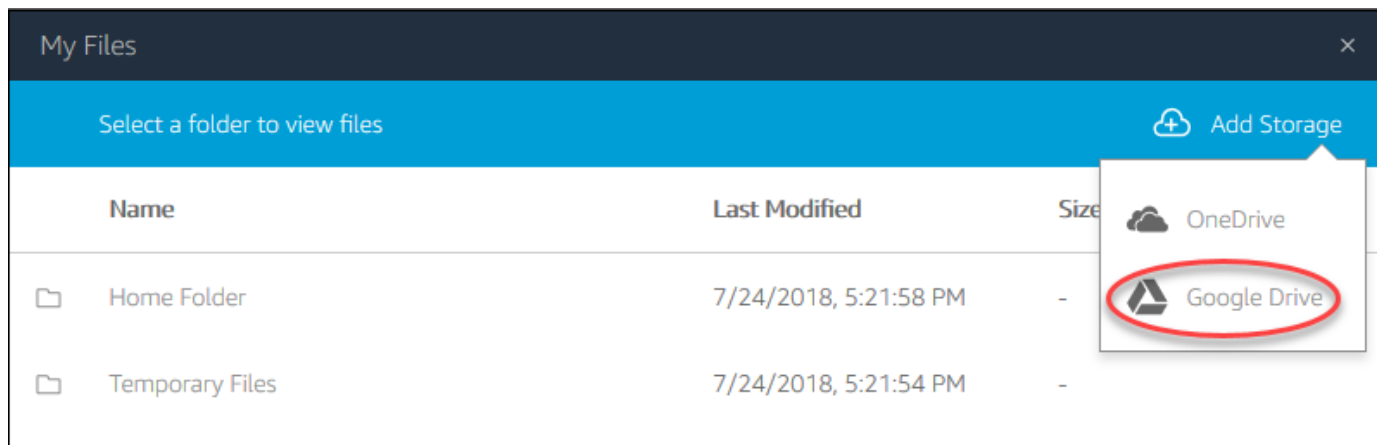 My Files ×
Select a folder to view files Add Storage
Name Last Modified Size
OneDrive
Home Folder 7/24/2018, 5:21:58 PM - Google Drive
Temporary Files 7/24/2018, 5:21:54 PM -